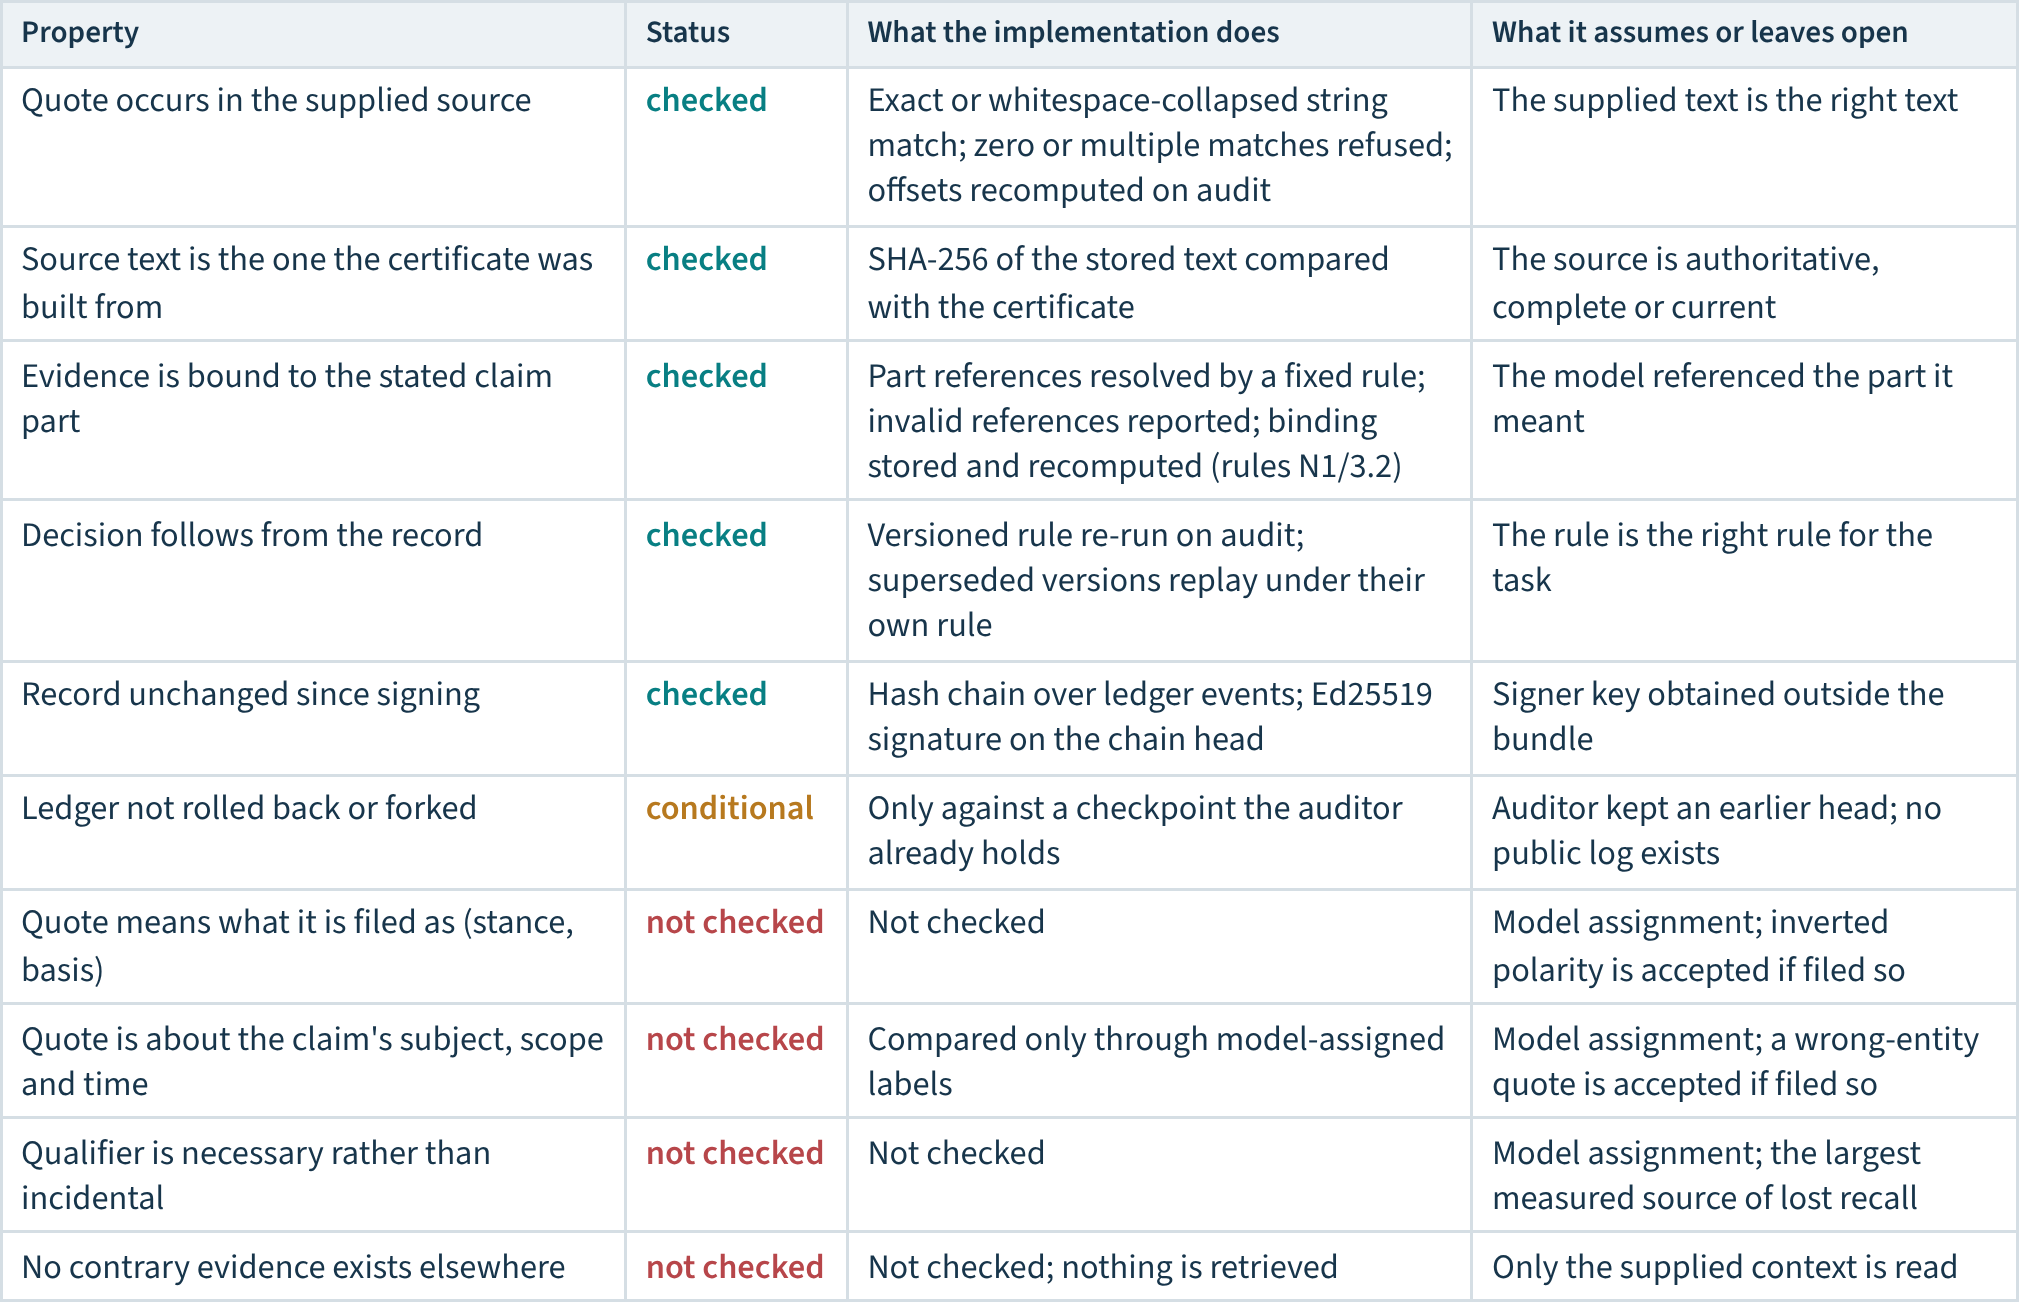 Property
Status
What the implementation does
What it assumes or leaves open
Quote occurs in the supplied source
checked
Exact or whitespace-collapsed string
match; zero or multiple matches refused;
offsets recomputed on audit
The supplied text is the right text
Source text is the one the certificate was
built from
checked
SHA-256 of the stored text compared
with the certificate
The source is authoritative,
complete or current
Evidence is bound to the stated claim
part
checked
Part references resolved by a fixed rule;
invalid references reported; binding
stored and recomputed (rules N1/3.2)
The model referenced the part it
meant
Decision follows from the record
checked
Versioned rule re-run on audit;
superseded versions replay under their
own rule
The rule is the right rule for the
task
Record unchanged since signing
checked
Hash chain over ledger events; Ed25519
signature on the chain head
Signer key obtained outside the
bundle
Ledger not rolled back or forked
conditional
Only against a checkpoint the auditor
already holds
Auditor kept an earlier head; no
public log exists
Quote means what it is filed as (stance,
basis)
not checked
Not checked
Model assignment; inverted
polarity is accepted if filed so
Quote is about the claim's subject, scope
and time
not checked
Compared only through model-assigned
labels
Model assignment; a wrong-entity
quote is accepted if filed so
Qualifier is necessary rather than
incidental
not checked
Not checked
Model assignment; the largest
measured source of lost recall
No contrary evidence exists elsewhere
not checked
Not checked; nothing is retrieved
Only the supplied context is read